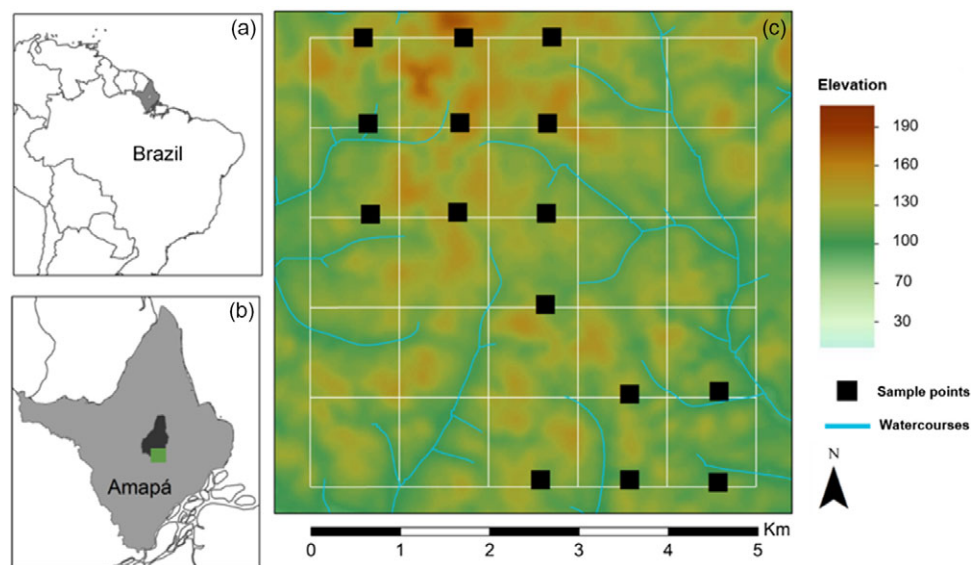 (a)
Brazil
(b)
Amapá
(c)
Elevation
190
160
130
100
70
30
Sample points
Watercourses
N
Km
0 1 2 3 4 5